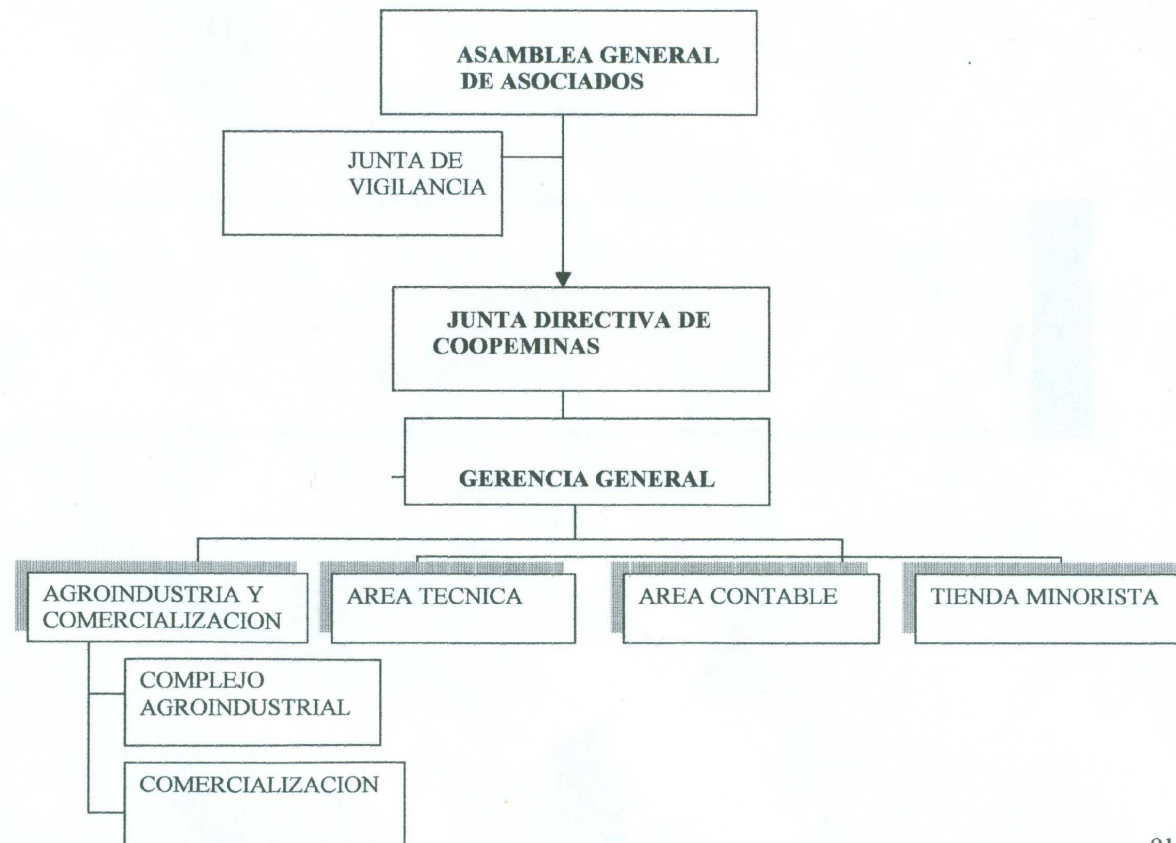 ASAMBLEA GENERAL
DE ASOCIADOS
JUNTA DE
VIGILANCIA
JUNTA DIRECTIVA DE
COOPEMINAS
GERENCIA GENERAL
AGROINDUSTRIA Y
COMERCIALIZACION
AREA TECNICA
AREA CONTABLE
TIENDA MINORISTA
COMPLEJO
AGROINDUSTRIAL
COMERCIALIZACION